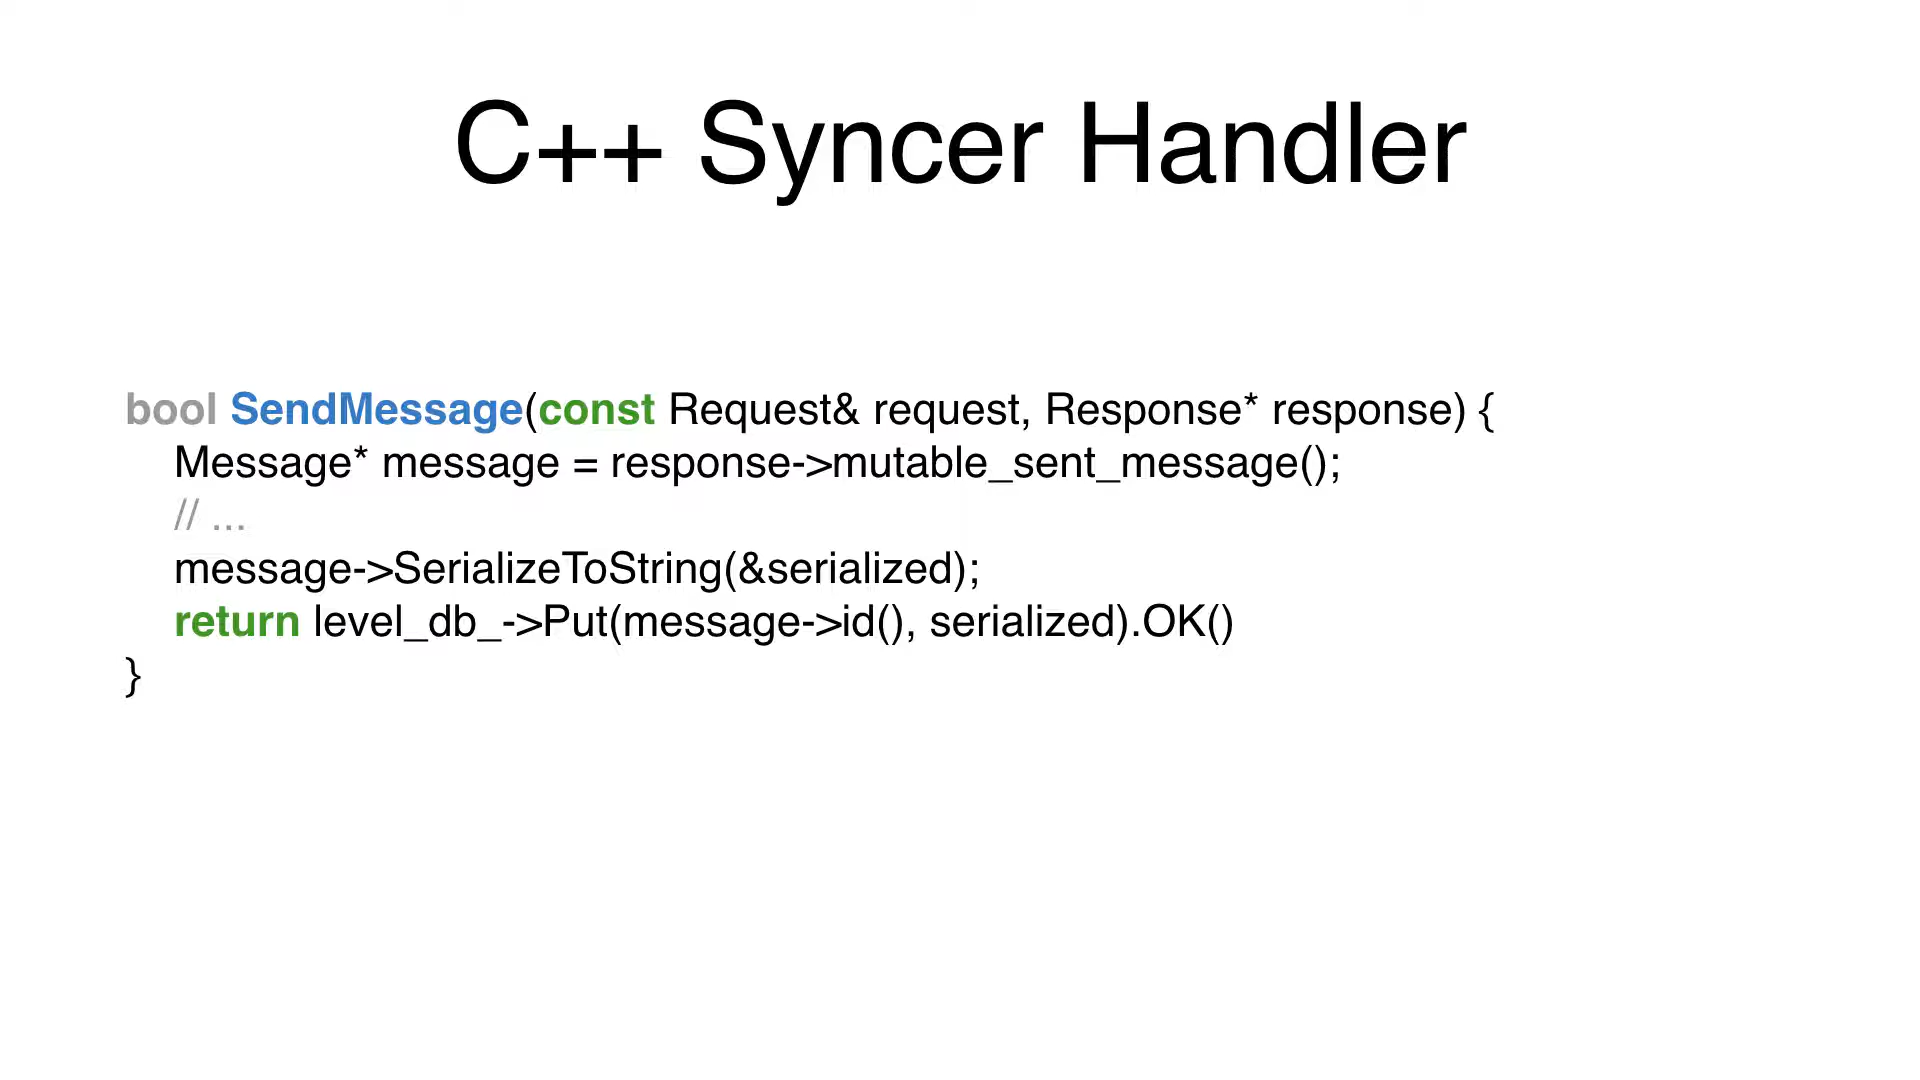 C++ Syncer Handler
bool SendMessage(const Request& request, Response* response) {
Message* message = response->mutable_sent_message();
// ...
message->SerializeToString(&serialized);
return level_db_->Put(message->id(), serialized).OK()
}